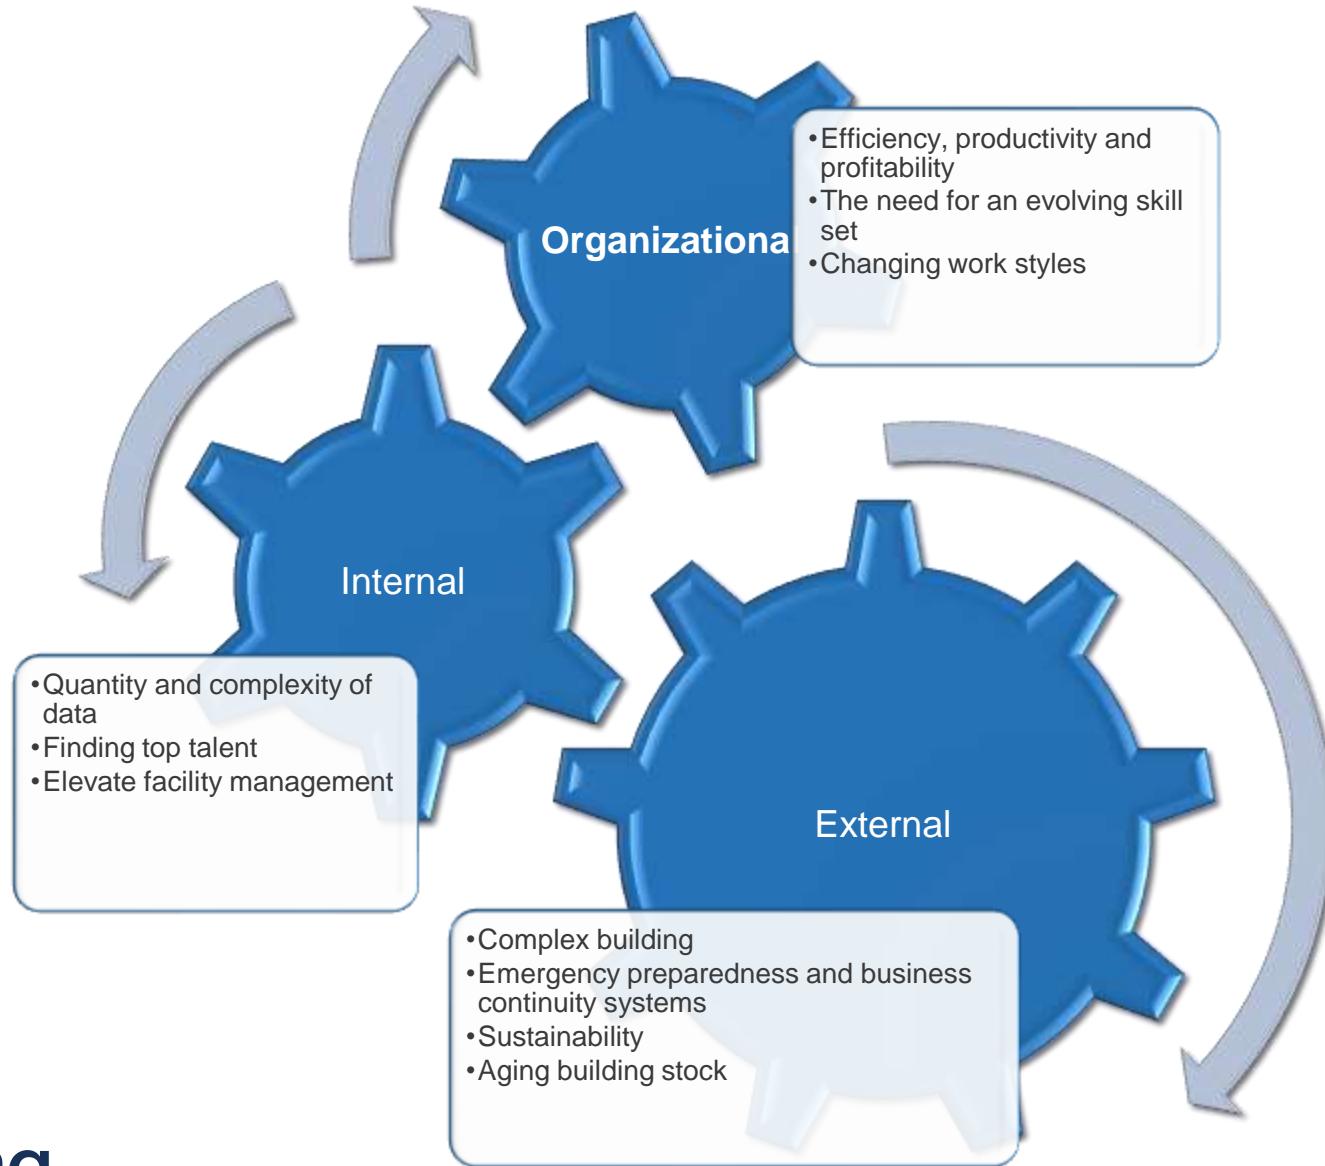 •Efficiency, productivity and
profitability
•The need for an evolving skill
set
•Changing work styles
Organizationa
Internal
•Quantity and complexity of
data
•Finding top talent
•Elevate facility management
External
•Complex building
•Emergency preparedness and business
continuity systems
•Sustainability
•Aging building stock